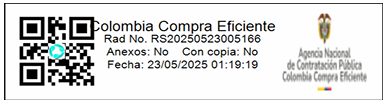 Colombia Compra Eficiente
Rad No. RS20250523005166
Anexos: No Con copia: No
Fecha: 23/05/2025 01:19:19
Agencia Nacional
de Contratación Pública
Colombia Compra Eficiente